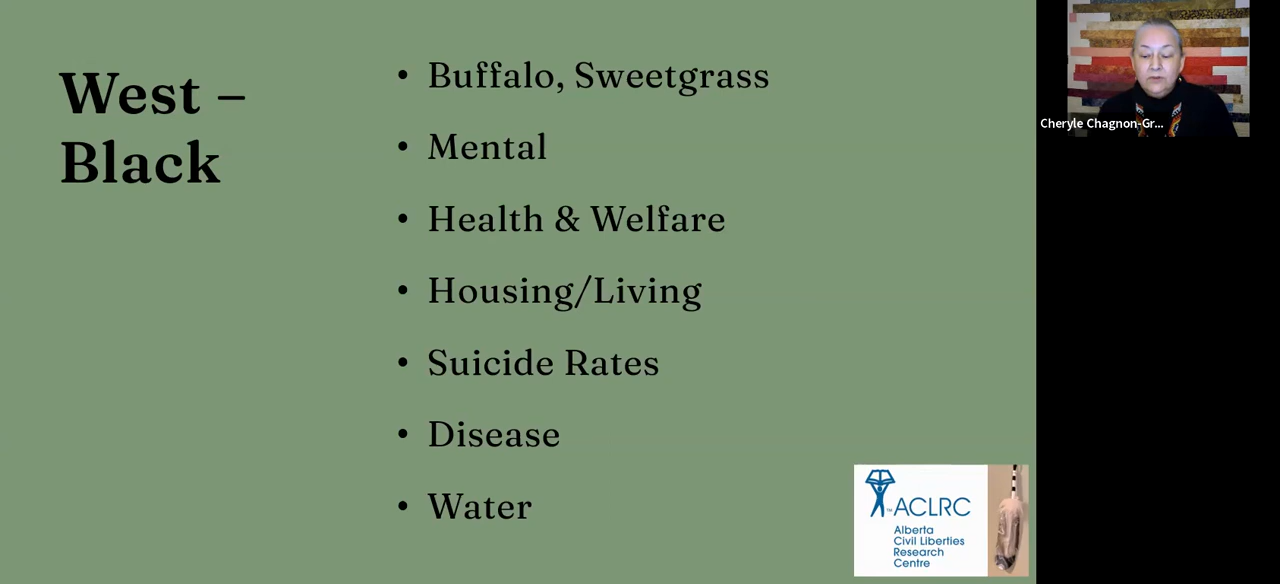 West –
Black
• Buffalo, Sweetgrass
• Mental
• Health & Welfare
• Housing/Living
• Suicide Rates
• Disease
• Water
Cheryle Chagnon-Gr...
™ACLRC
Alberta
Civil Liberties
Research
Centre